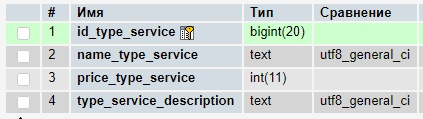 # Имя Тип Сравнение
1 id_type_service bigint(20)
2 name_type_service text utf8_general_ci
3 price_type_service int(11)
4 type_service_description text utf8_general_ci